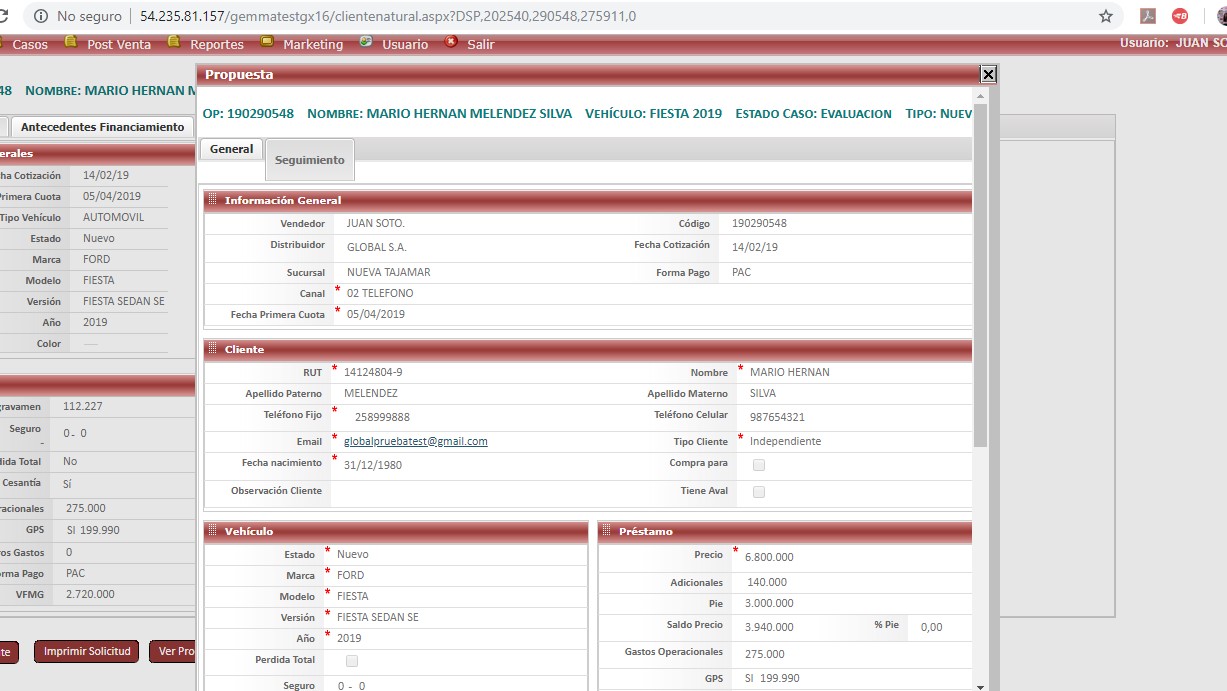 No seguro 54.235.81.157/gemmatestgx16/clientenatural.aspx?DSP,202540,290548,275911,0
Casos Post Venta Reportes Marketing Usuario Salir Usuario: JUAN SO
48 NOMBRE: MARIO HERNAN M
Antecedentes Financiamiento
erales
ha Cotización 14/02/19
rimera Cuota 05/04/2019
Tipo Vehículo AUTOMOVIL
Estado Nuevo
Marca FORD
Modelo FIESTA
Versión FIESTA SEDAN SE
Año 2019
Color
gravamen 112.227
Seguro 0 - 0
-
dida Total No
Cesantía Sí
racionales 275.000
GPS SI 199.990
ros Gastos 0
orma Pago PAC
VFMG 2.720.000
te Imprimir Solicitud Ver Pro
Propuesta
OP: 190290548 NOMBRE: MARIO HERNAN MELENDEZ SILVA VEHÍCULO: FIESTA 2019 ESTADO CASO: EVALUACION TIPO: NUEV
General Seguimiento
Información General
Vendedor JUAN SOTO. Código 190290548
Distribuidor GLOBAL S.A. Fecha Cotización 14/02/19
Sucursal NUEVA TAJAMAR Forma Pago PAC
Canal * 02 TELEFONO
Fecha Primera Cuota * 05/04/2019
Cliente
RUT * 14124804-9 Nombre * MARIO HERNAN
Apellido Paterno MELENDEZ Apellido Materno SILVA
Teléfono Fijo * 258999888 Teléfono Celular 987654321
Email * globalpruebatest@gmail.com Tipo Cliente * Independiente
Fecha nacimiento * 31/12/1980 Compra para
Observación Cliente Tiene Aval
Vehículo
Estado * Nuevo
Marca * FORD
Modelo * FIESTA
Versión * FIESTA SEDAN SE
Año * 2019
Perdida Total
Seguro 0 - 0
Préstamo
Precio * 6.800.000
Adicionales 140.000
Pie 3.000.000
Saldo Precio 3.940.000 % Pie 0,00
Gastos Operacionales 275.000
GPS SI 199.990